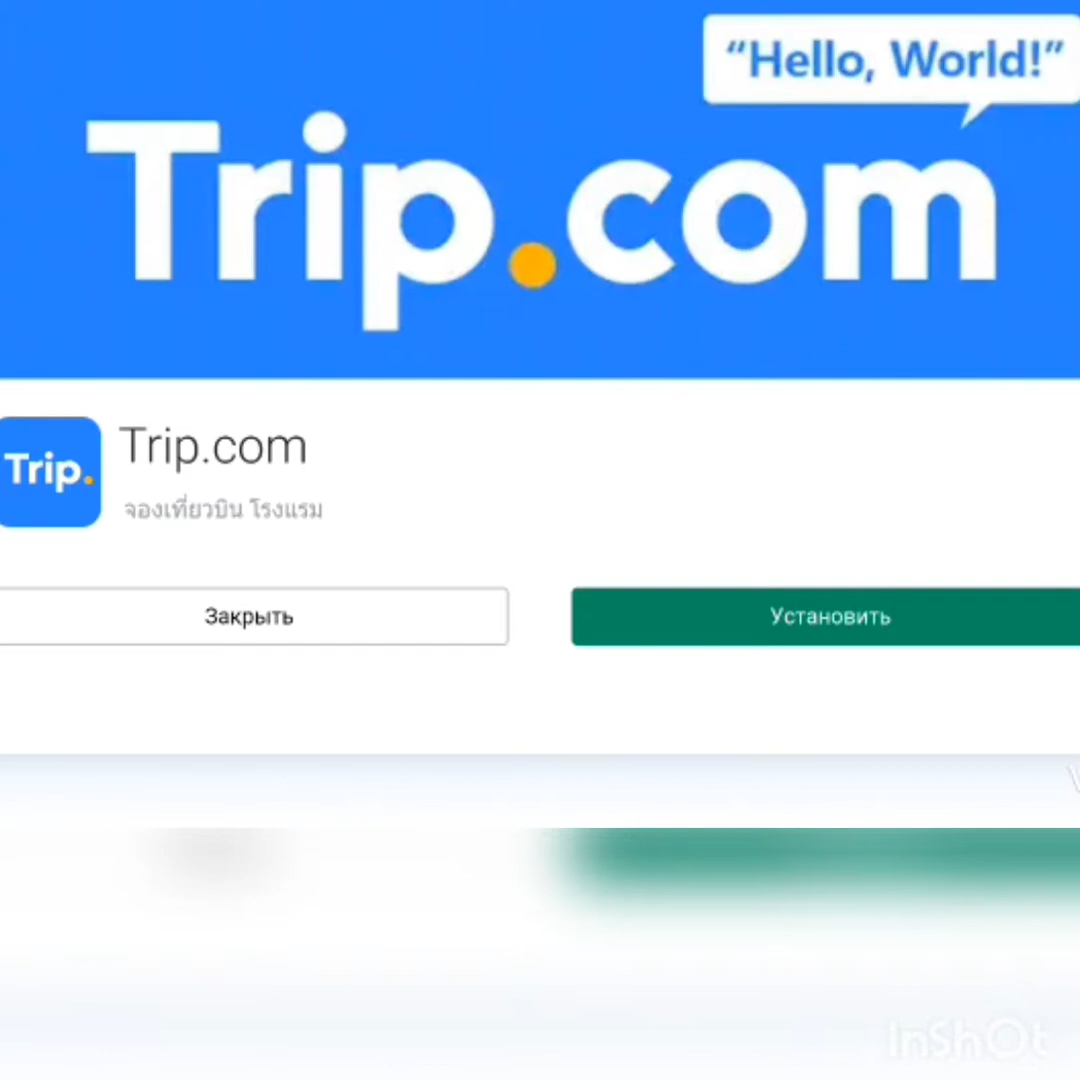 “Hello, World!”
Trip.com
Trip.
Trip.com
จองเที่ยวบิน โรงแรม
Закрыть
Установить
InShOt